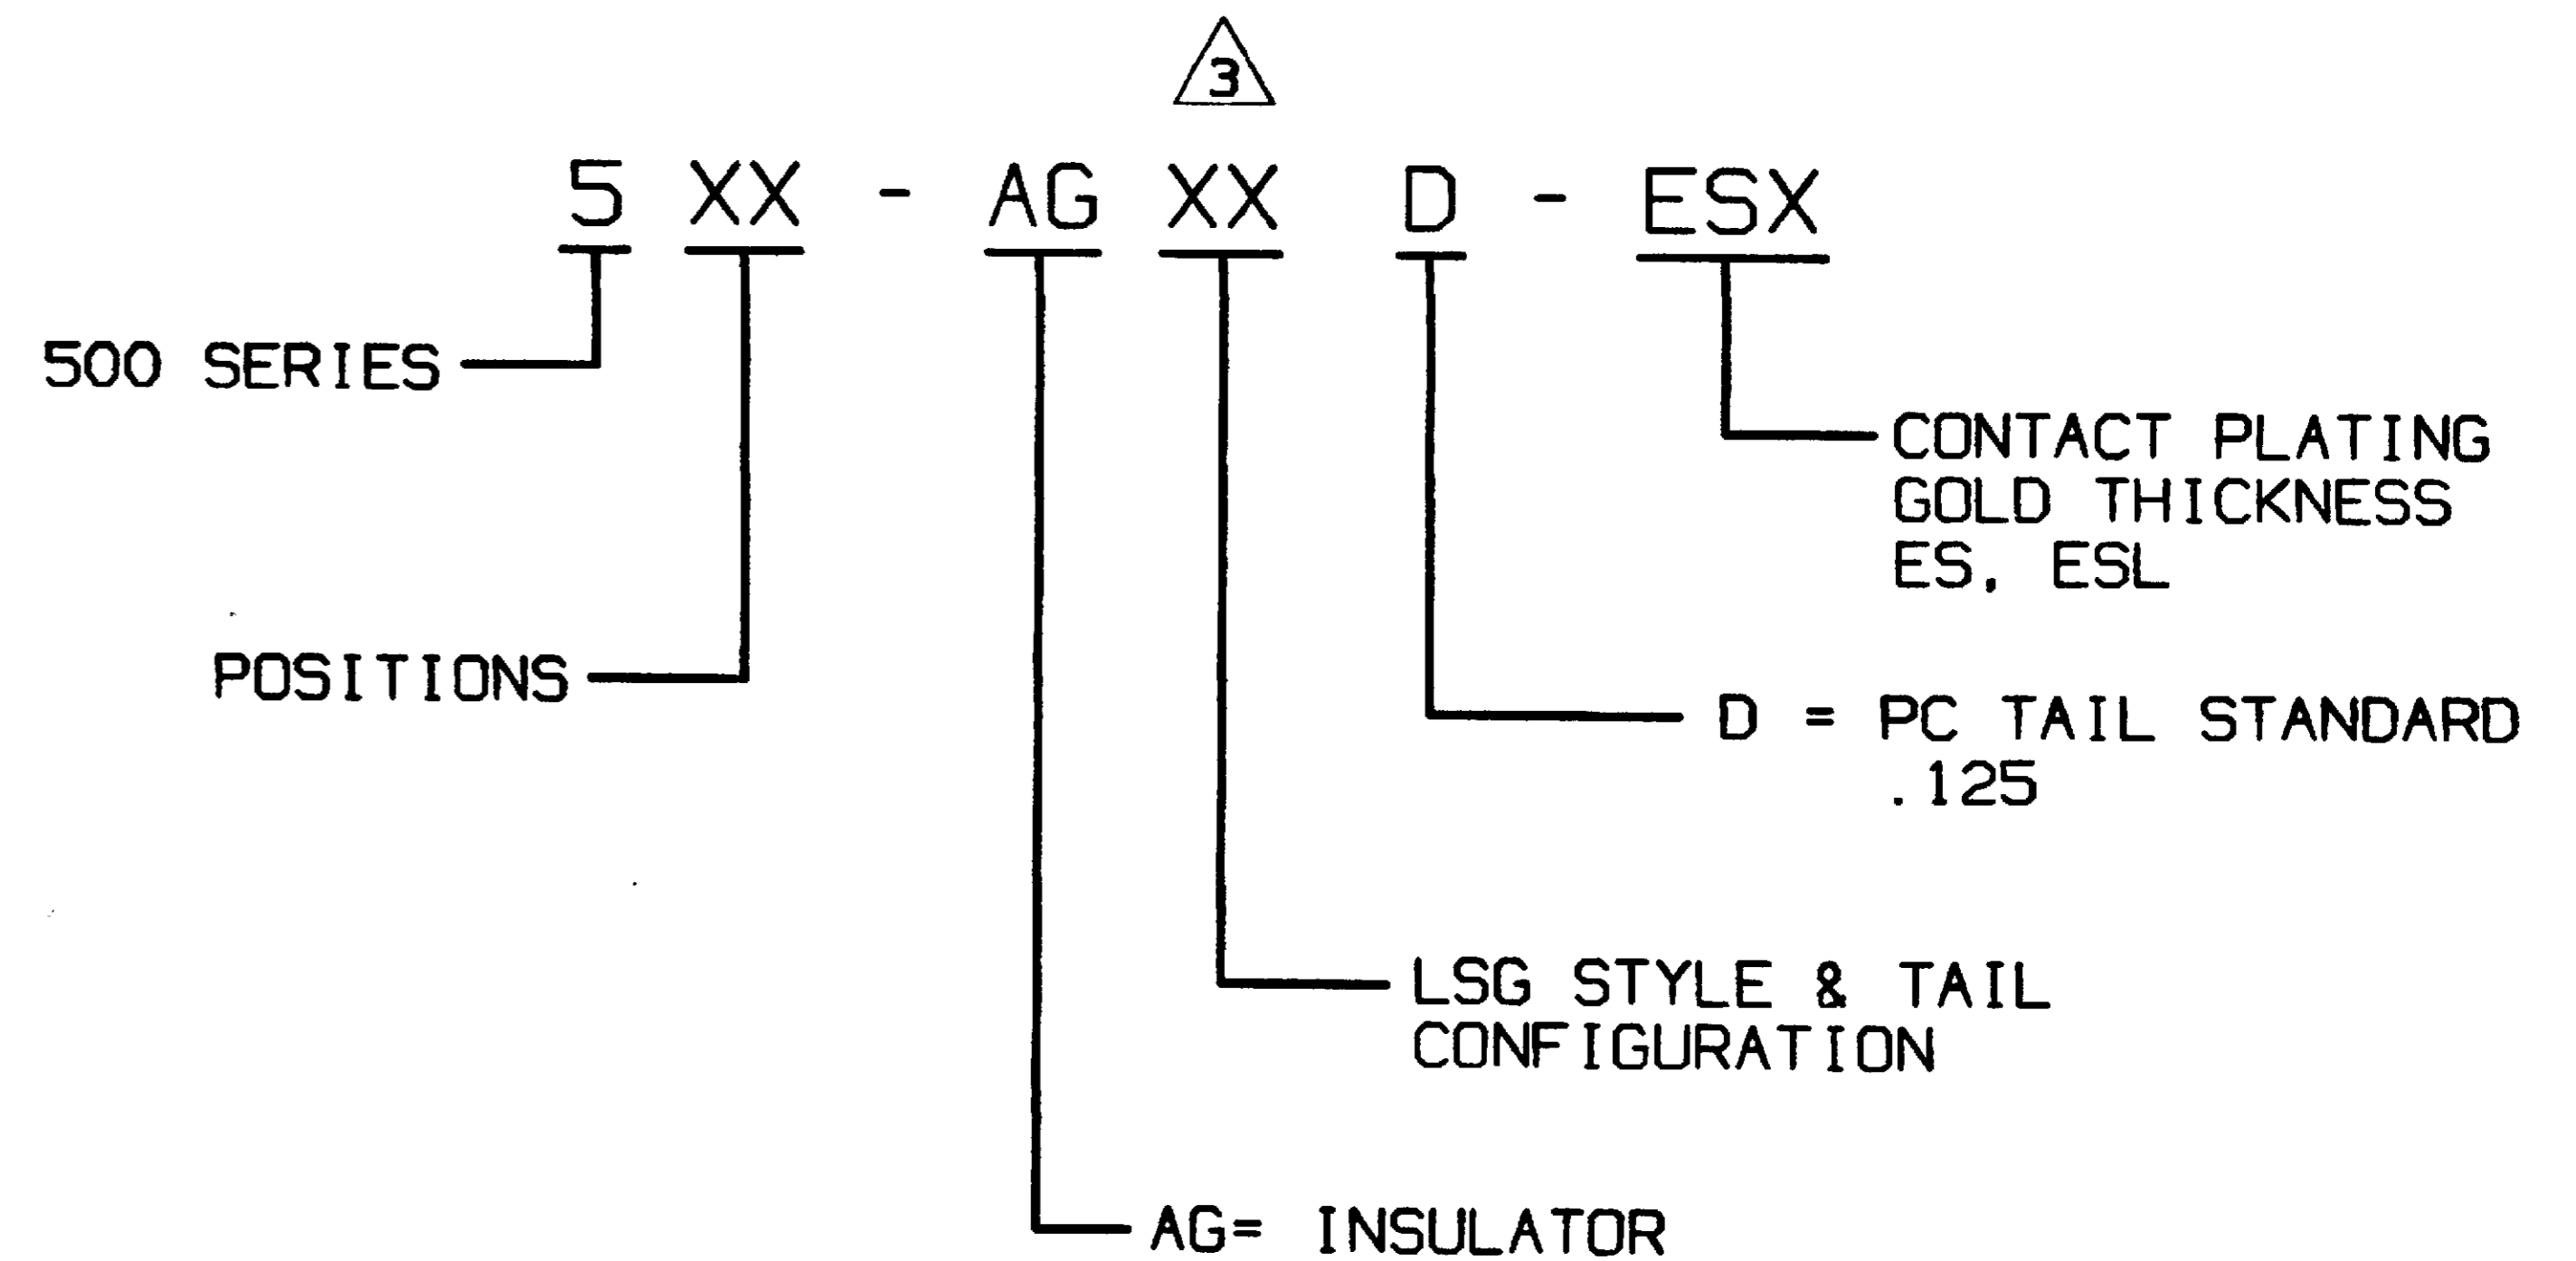 3
5 XX - AG XX D - ESX
500 SERIES
CONTACT PLATING
GOLD THICKNESS
ES, ESL
POSITIONS
D = PC TAIL STANDARD
.125
LSG STYLE & TAIL
CONFIGURATION
AG= INSULATOR